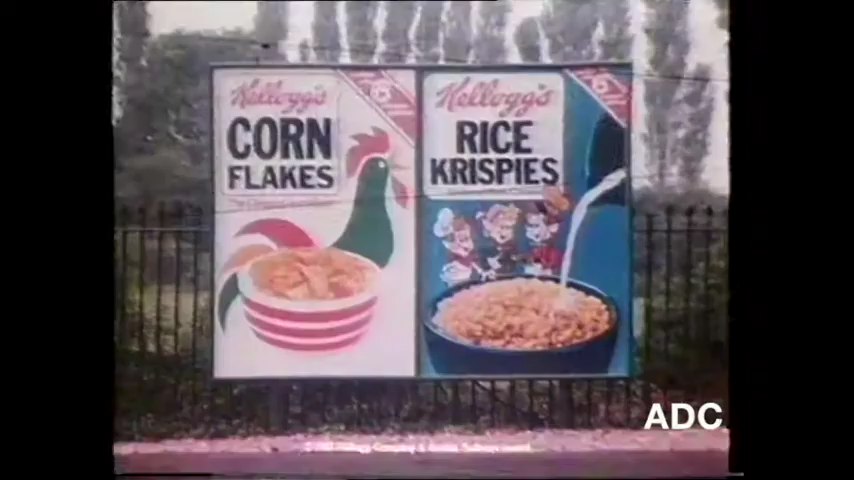 Kellogg's
CORN
FLAKES
Kellogg's
RICE
KRISPIES
ADC